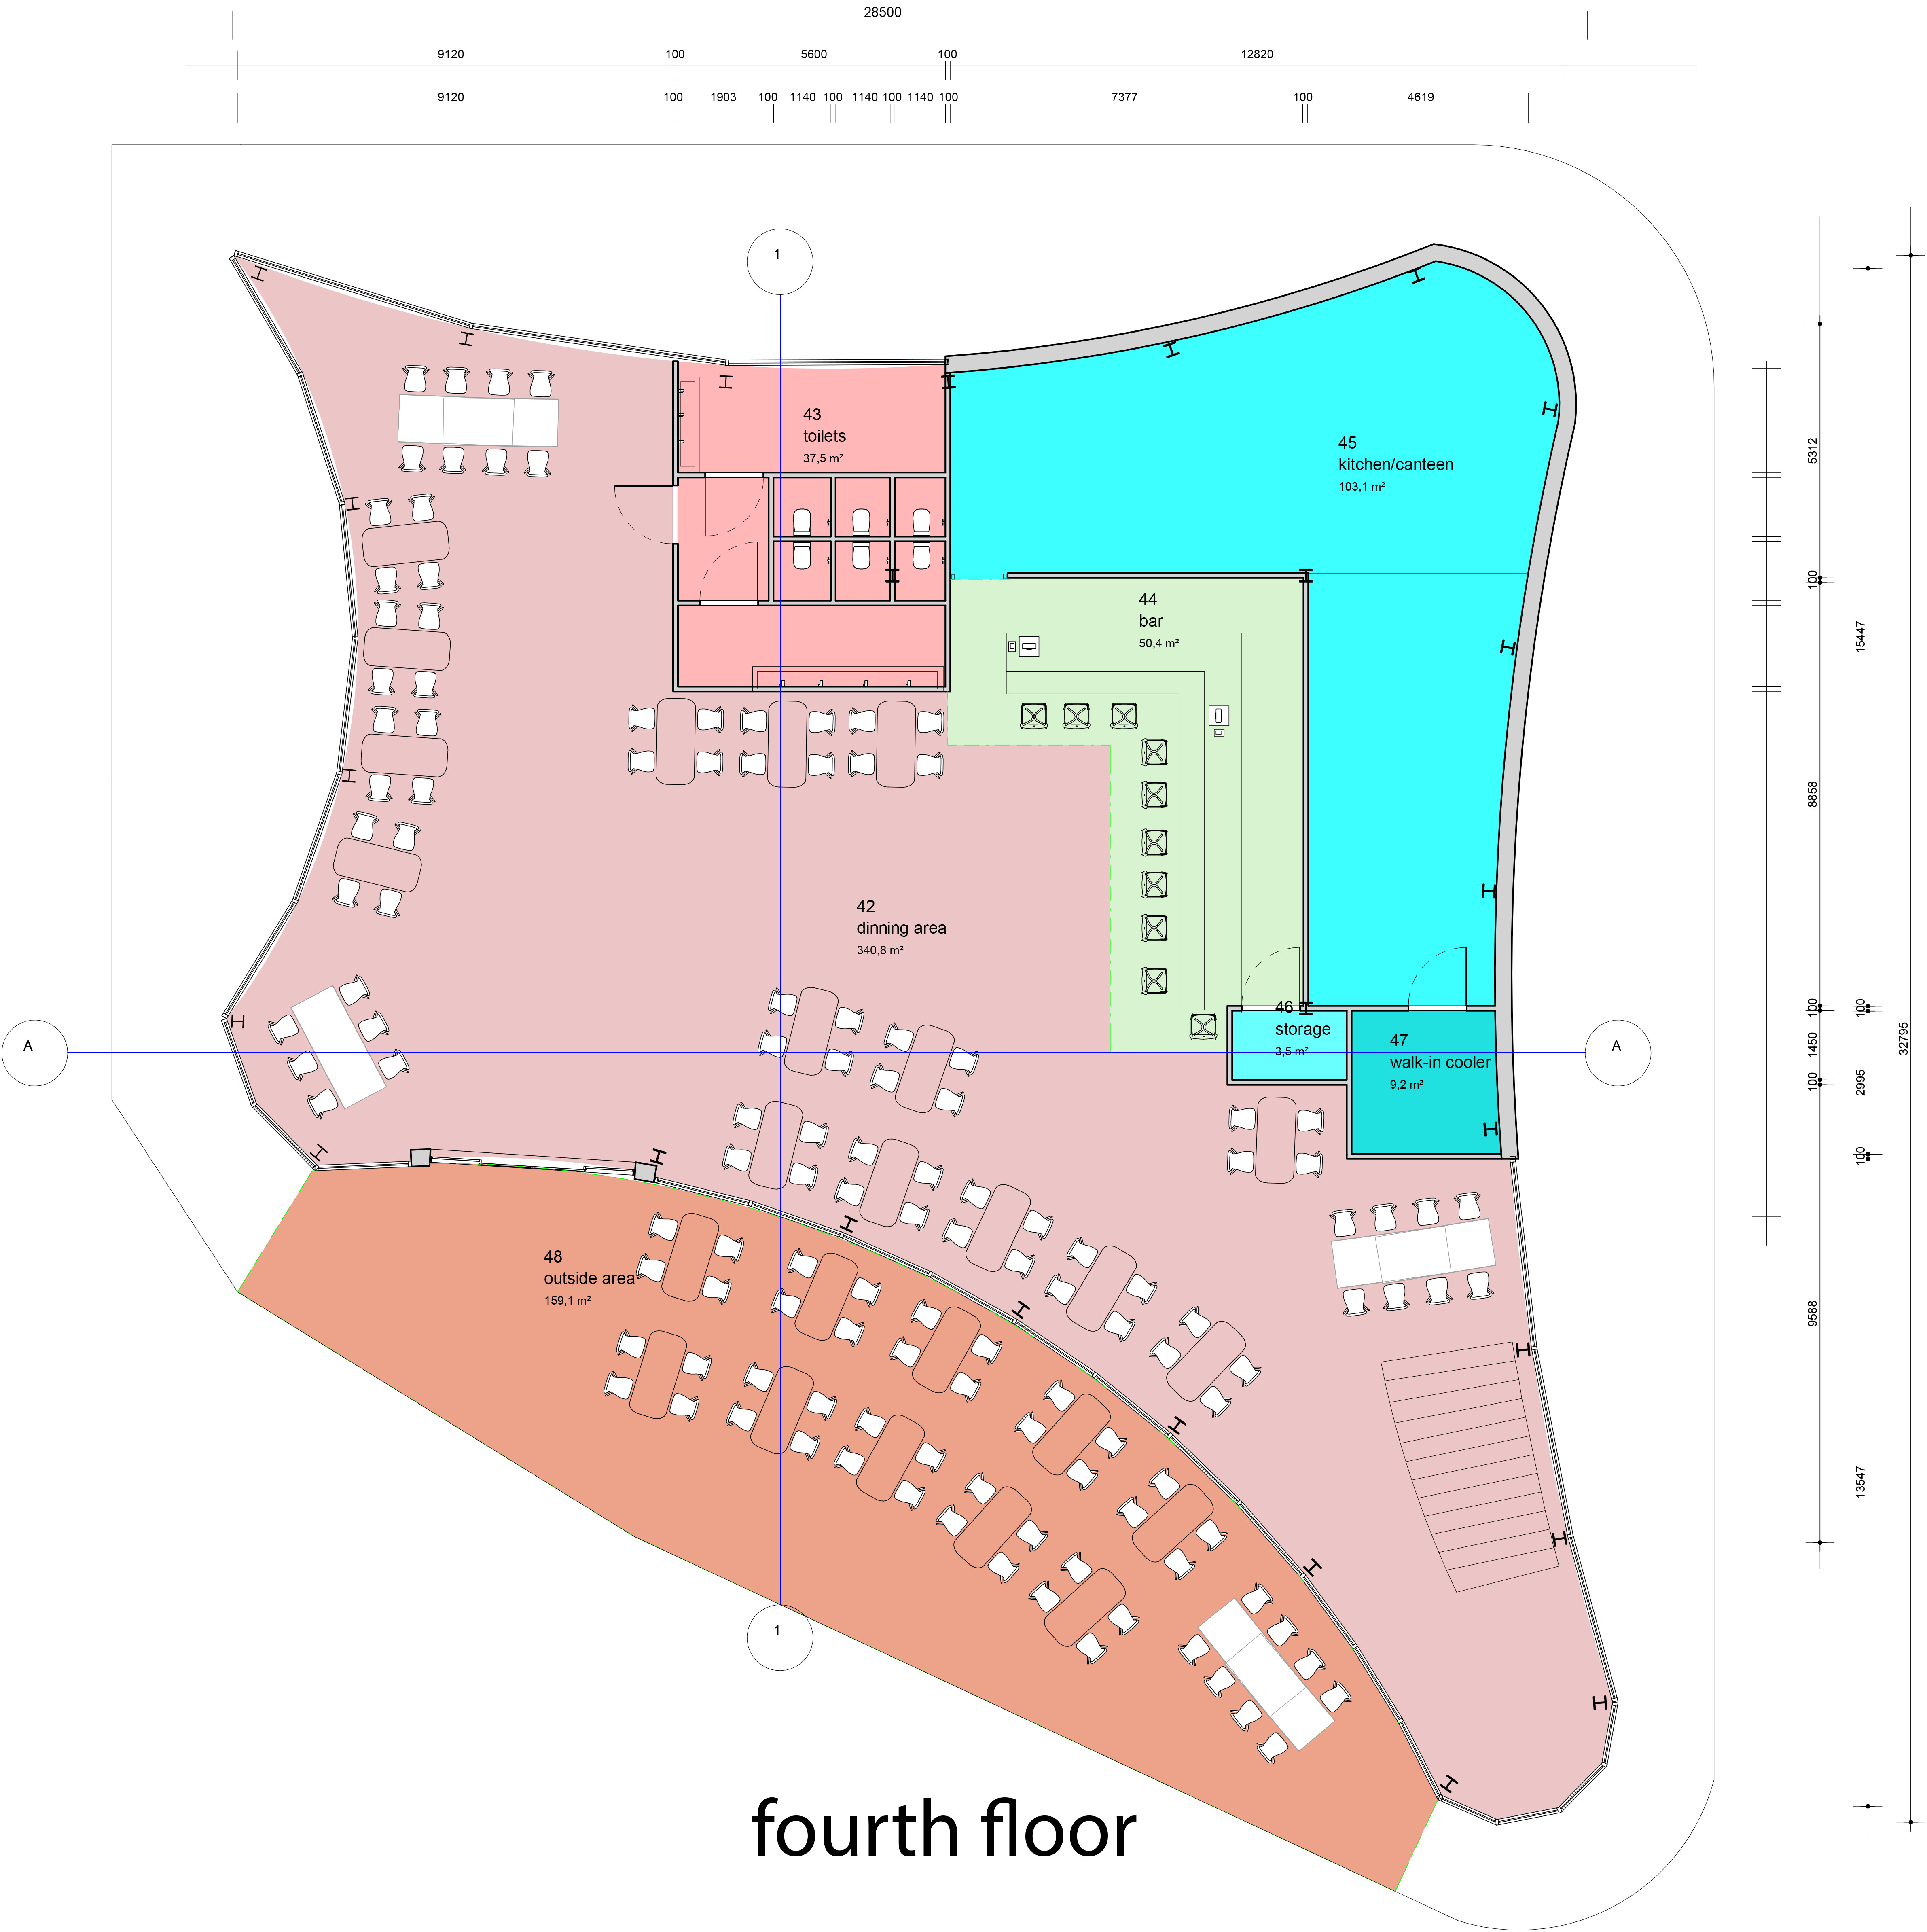 28500
9120 100 5600 100 12820
9120 100 1903 100 1140 100 1140 100 1140 100 7377 100 4619
1
43
toilets
37,5 m²
45
kitchen/canteen
103,1 m²
5312
100
44
bar
50,4 m²
15447
8858
42
dinning area
340,8 m²
46
storage
3,5 m²
47
walk-in cooler
9,2 m²
A
A
100
100
1450
32795
100
2995
100
48
outside area
159,1 m²
9588
13547
1
fourth floor